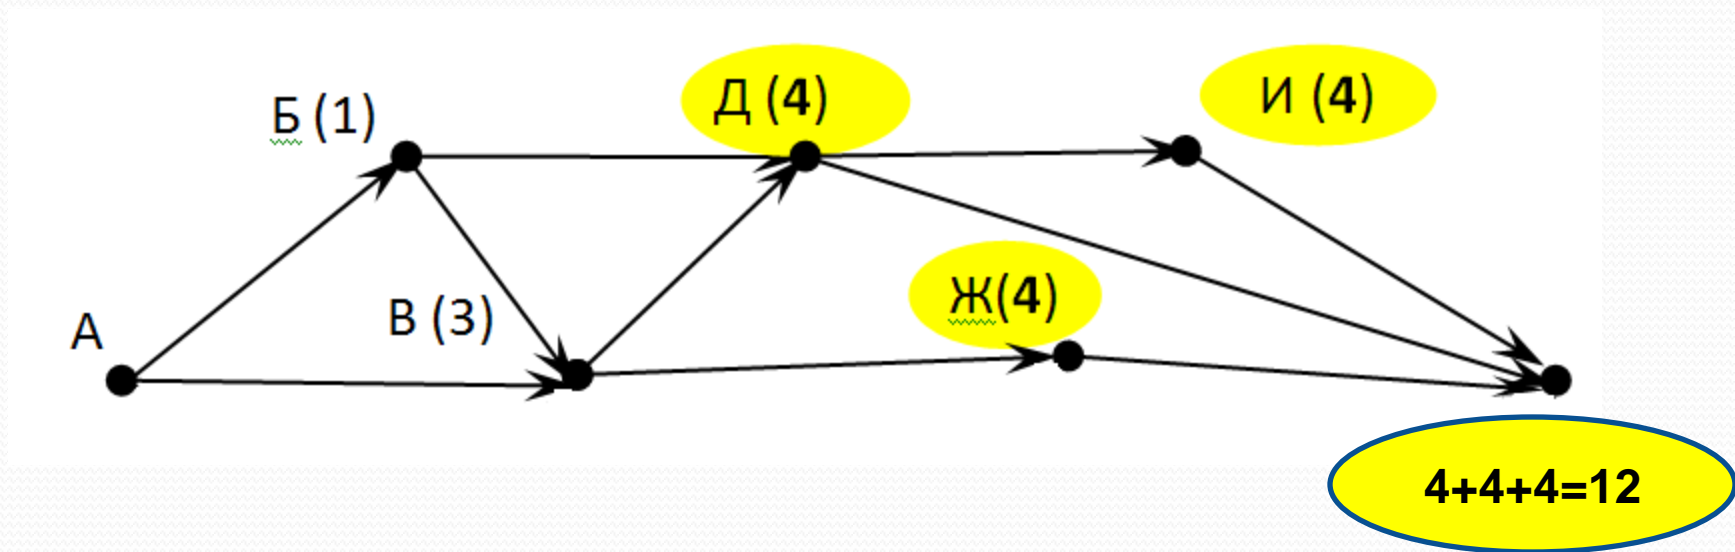 Б (1)
Д (4)
И (4)
А
В (3)
Ж(4)
4+4+4=12